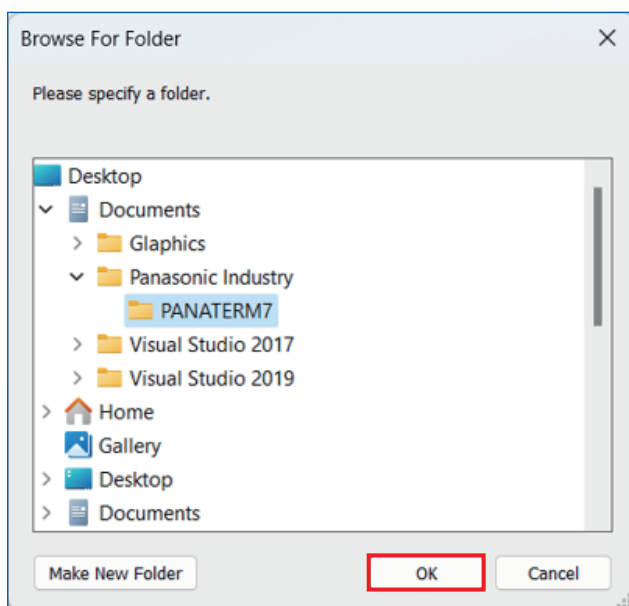 Browse For Folder
Please specify a folder.
Desktop
Documents
Glaphics
Panasonic Industry
PANATERM7
Visual Studio 2017
Visual Studio 2019
Home
Gallery
Desktop
Documents
Make New Folder OK Cancel